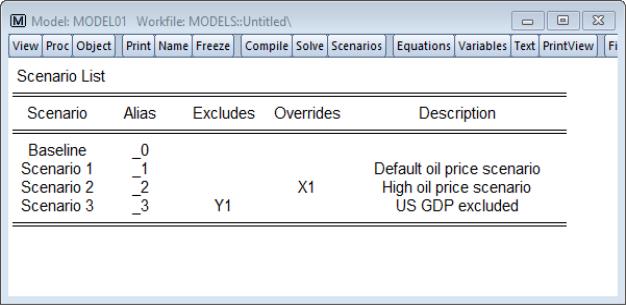 M Model: MODEL01 Workfile: MODELS::Untitled\
View Proc Object Print Name Freeze Compile Solve Scenarios Equations Variables Text PrintView Fi
Scenario List
Scenario Alias Excludes Overrides Description
Baseline _0
Scenario 1 _1 Default oil price scenario
Scenario 2 _2 X1 High oil price scenario
Scenario 3 _3 Y1 US GDP excluded